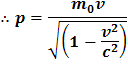 ∴ p = m₀v / √(1 − v²/c²)